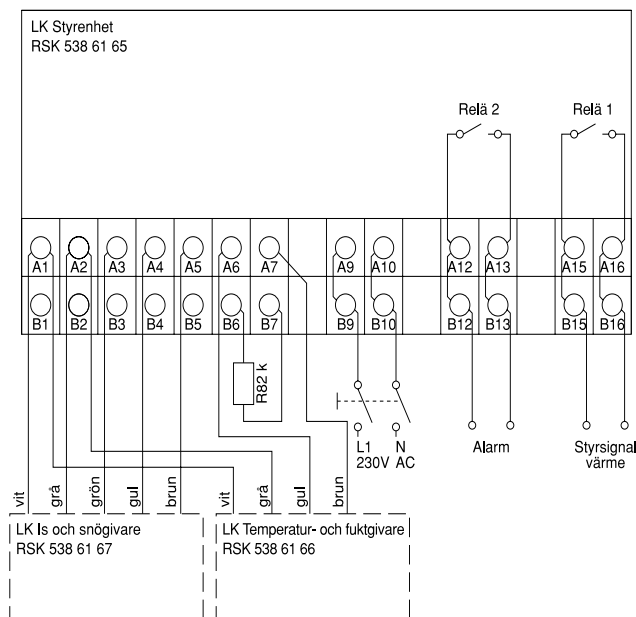 LK Styrenhet
RSK 538 61 65
Relä 2
Relä 1
A1 A2 A3 A4 A5 A6 A7 A9 A10 A12 A13 A15 A16
B1 B2 B3 B4 B5 B6 B7 B9 B10 B12 B13 B15 B16
R82 k
L1 N
230V AC
Alarm
Styrsignal
värme
vit grå grön gul brun vit grå gul brun
LK Is och snögivare
RSK 538 61 67
LK Temperatur- och fuktgivare
RSK 538 61 66